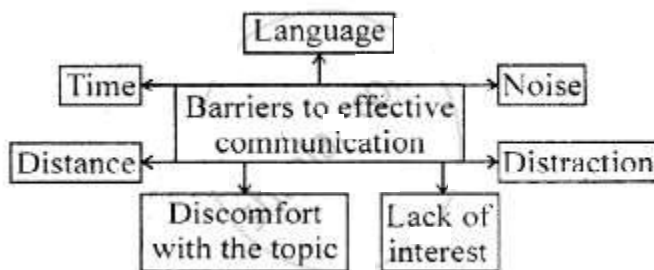 Language
Time
Noise
Barriers to effective
communication
Distance
Distraction
Discomfort
with the topic
Lack of
interest